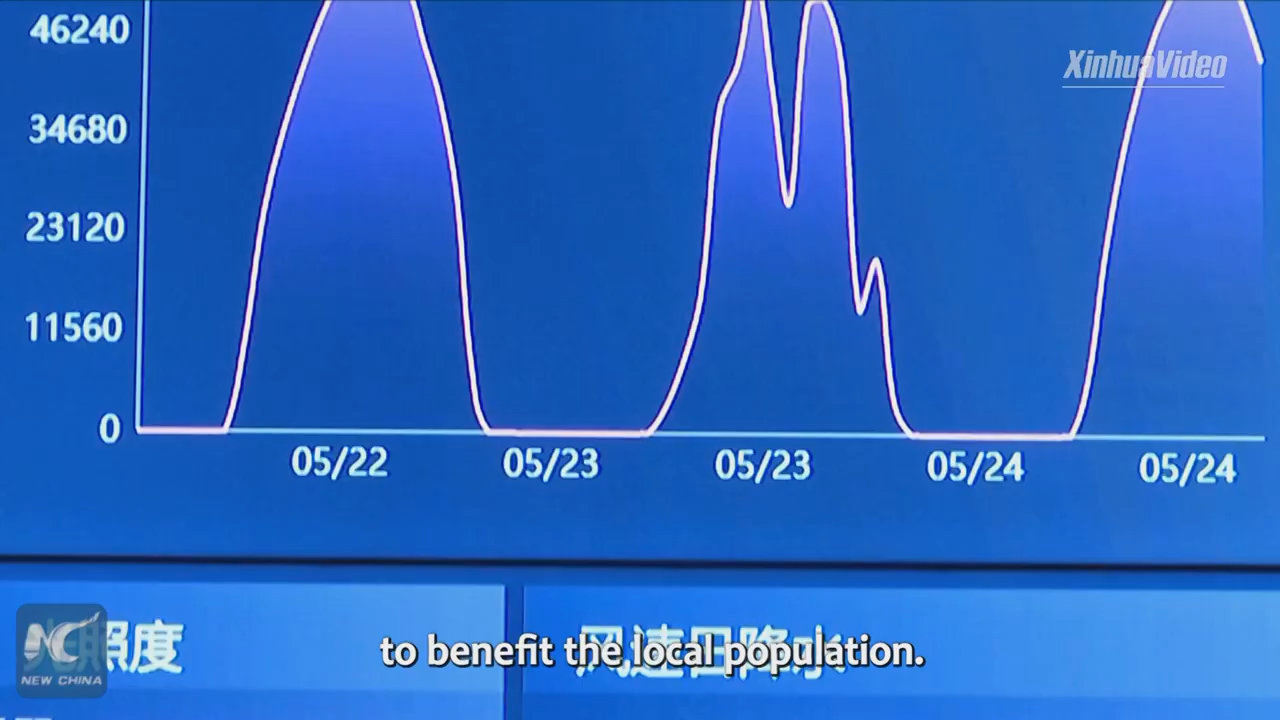 46240
XinhuaVideo
34680
23120
11560
0
05/22 05/23 05/23 05/24 05/24
照度
to benefit the local population.
NC
NEW CHINA